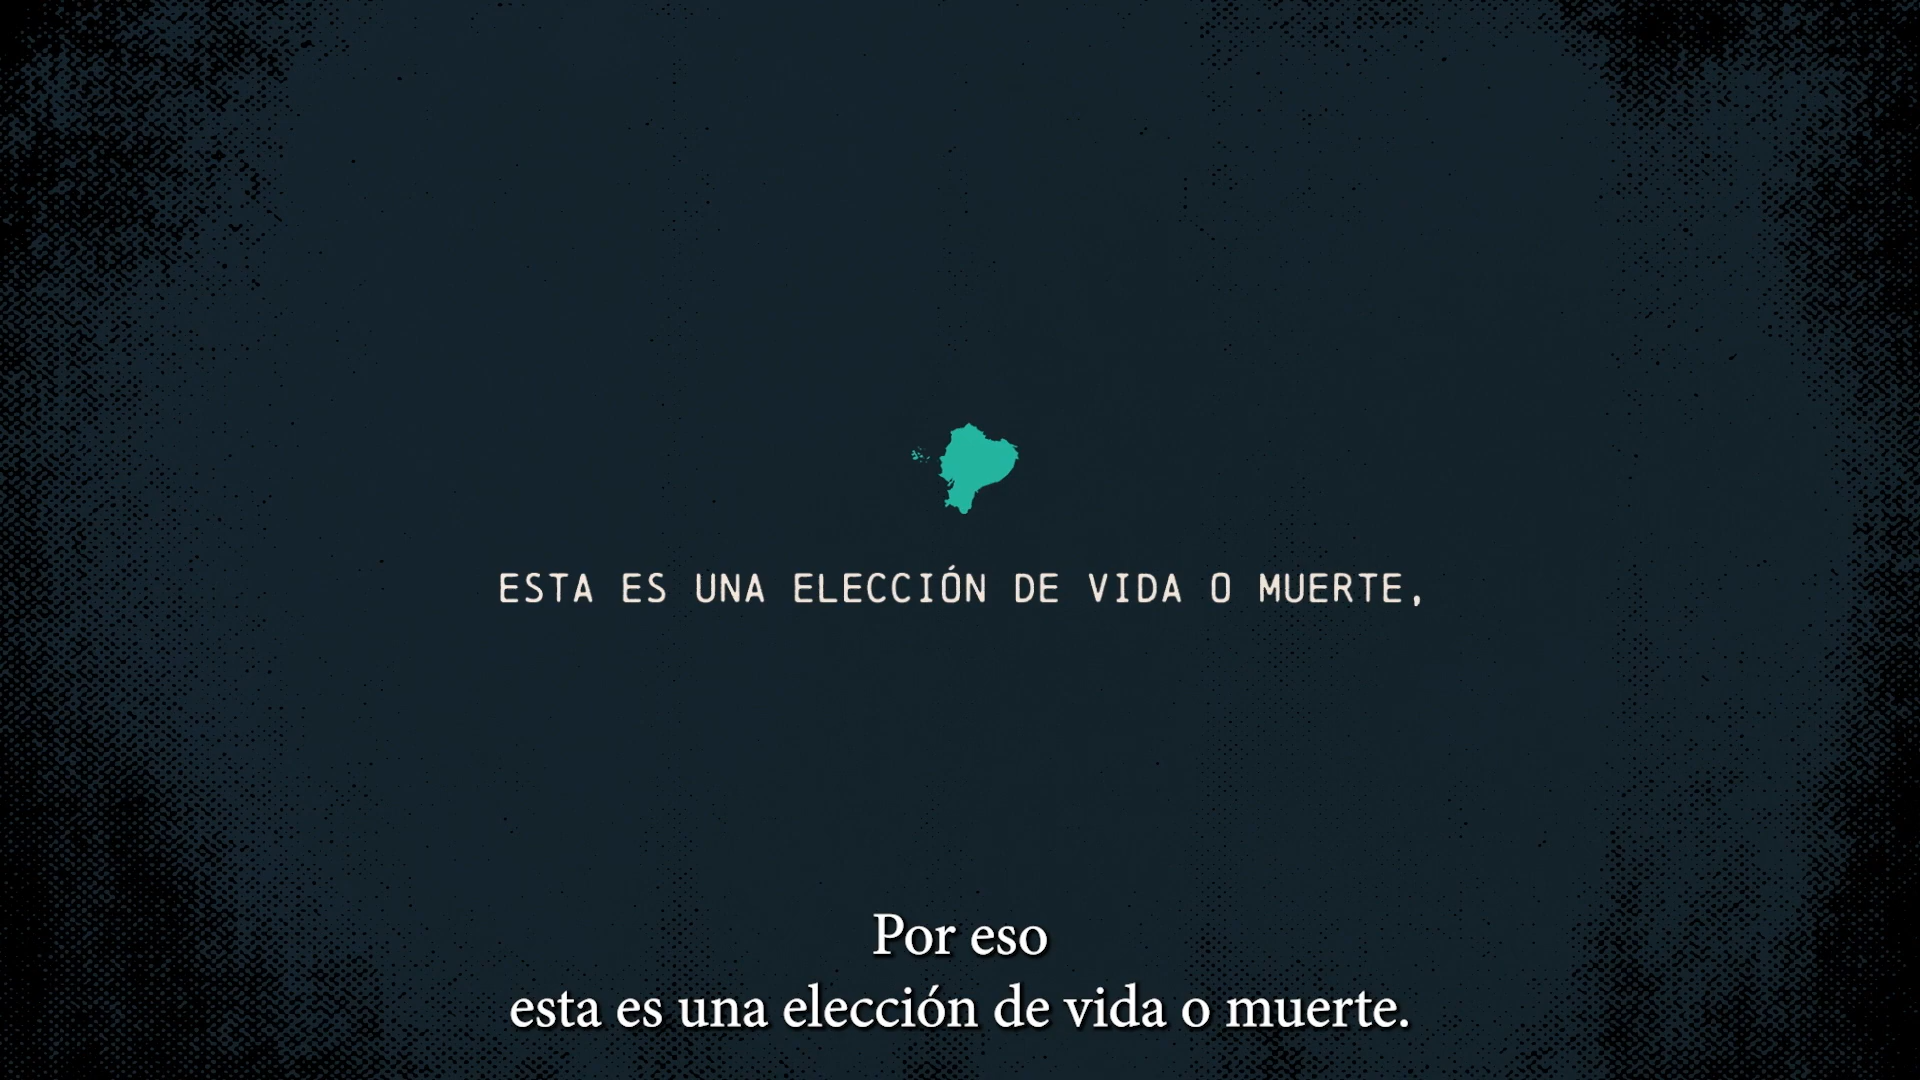 ESTA ES UNA ELECCIÓN DE VIDA O MUERTE,
Por eso
esta es una elección de vida o muerte.